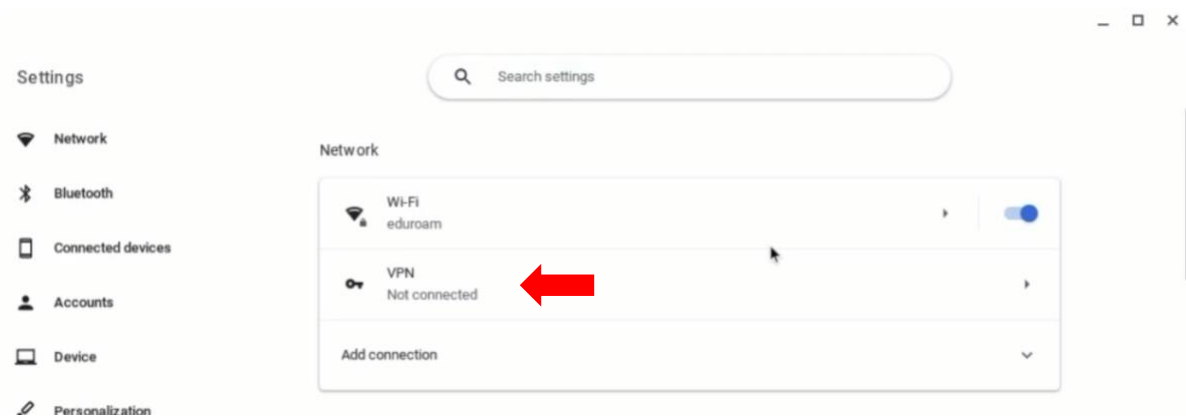 Settings
Search settings
Network
Bluetooth
Connected devices
Accounts
Device
Personalization
Network
Wi-Fi
eduroam
VPN
Not connected
Add connection